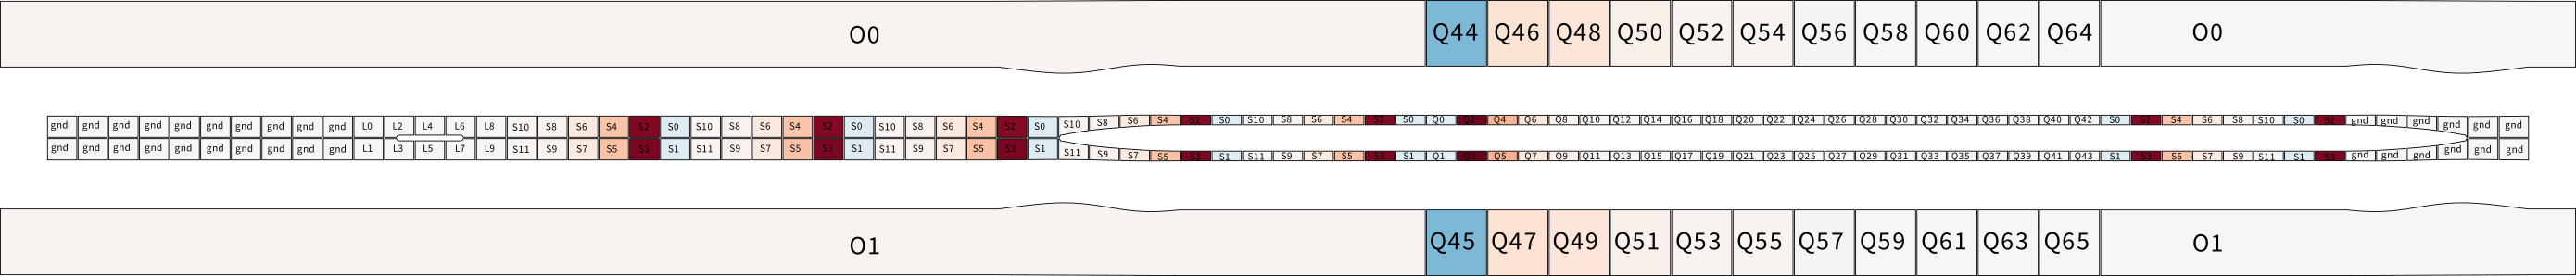 O0 Q44 Q46 Q48 Q50 Q52 Q54 Q56 Q58 Q60 Q62 Q64 O0
gnd gnd gnd gnd gnd gnd gnd gnd gnd gnd L0 L2 L4 L6 L8 S10 S8 S6 S4 S2 S0 S10 S8 S6 S4 S2 S0 S10 S8 S6 S4 S2 S0 S10 S8 S6 S4 S2 S0 S10 S8 S6 S4 S2 S0 Q0 Q2 Q4 Q6 Q8 Q10 Q12 Q14 Q16 Q18 Q20 Q22 Q24 Q26 Q28 Q30 Q32 Q34 Q36 Q38 Q40 Q42 S0 S2 S4 S6 S8 S10 S0 S2 gnd gnd gnd gnd gnd gnd
gnd gnd gnd gnd gnd gnd gnd gnd gnd gnd L1 L3 L5 L7 L9 S11 S9 S7 S5 S3 S1 S11 S9 S7 S5 S3 S1 S11 S9 S7 S5 S3 S1 S11 S9 S7 S5 S3 S1 S11 S9 S7 S5 S3 S1 Q1 Q3 Q5 Q7 Q9 Q11 Q13 Q15 Q17 Q19 Q21 Q23 Q25 Q27 Q29 Q31 Q33 Q35 Q37 Q39 Q41 Q43 S1 S3 S5 S7 S9 S11 S1 S3 gnd gnd gnd gnd gnd gnd
O1 Q45 Q47 Q49 Q51 Q53 Q55 Q57 Q59 Q61 Q63 Q65 O1